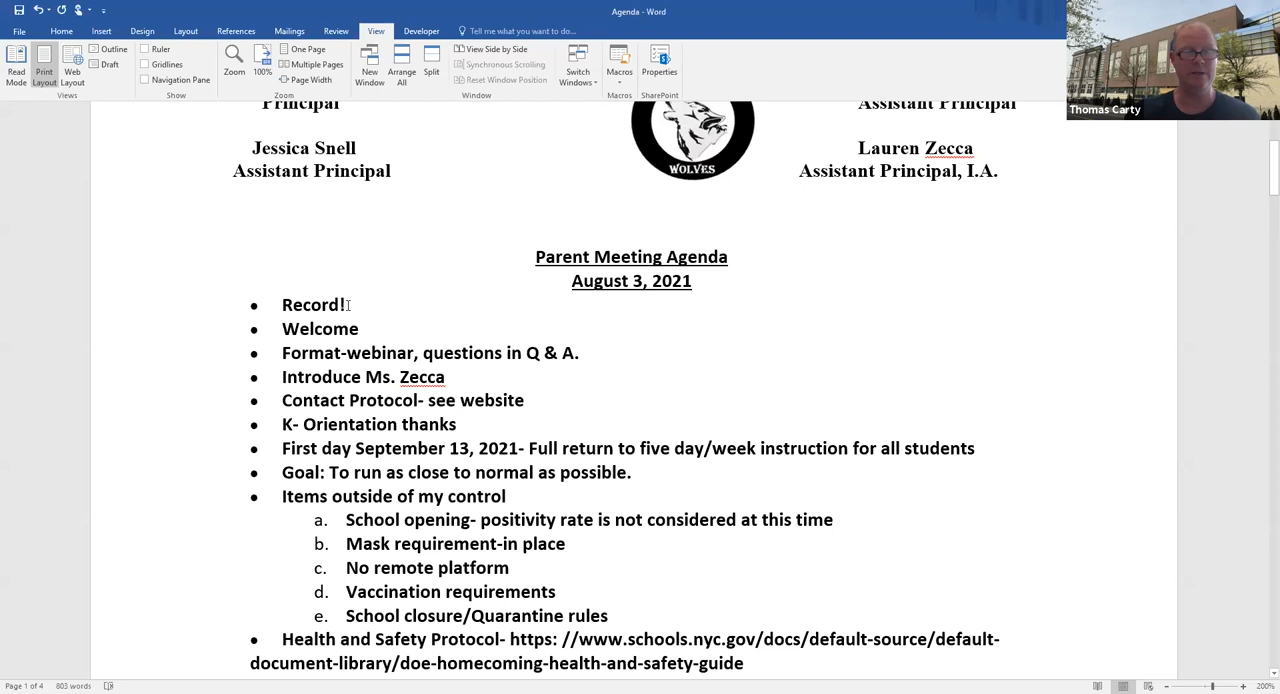 Agenda - Word
File Home Insert Design Layout References Mailings Review View Developer Tell me what you want to do...
Read Mode
Print Layout
Web Layout
Outline
Draft
Views
Ruler
Gridlines
Navigation Pane
Show
Zoom
100%
One Page
Multiple Pages
Page Width
Zoom
New Window
Arrange All
Split
View Side by Side
Synchronous Scrolling
Reset Window Position
Window
Switch Windows
Macros
Macros
Properties
SharePoint
Thomas Carty
Principal
Assistant Principal
Jessica Snell
Assistant Principal
WOLVES
Lauren Zecca
Assistant Principal, I.A.
Parent Meeting Agenda
August 3, 2021
• Record!
• Welcome
• Format-webinar, questions in Q & A.
• Introduce Ms. Zecca
• Contact Protocol- see website
• K- Orientation thanks
• First day September 13, 2021- Full return to five day/week instruction for all students
• Goal: To run as close to normal as possible.
• Items outside of my control
a. School opening- positivity rate is not considered at this time
b. Mask requirement-in place
c. No remote platform
d. Vaccination requirements
e. School closure/Quarantine rules
• Health and Safety Protocol- https: //www.schools.nyc.gov/docs/default-source/default-
document-library/doe-homecoming-health-and-safety-guide
Page 1 of 4 803 words
200%